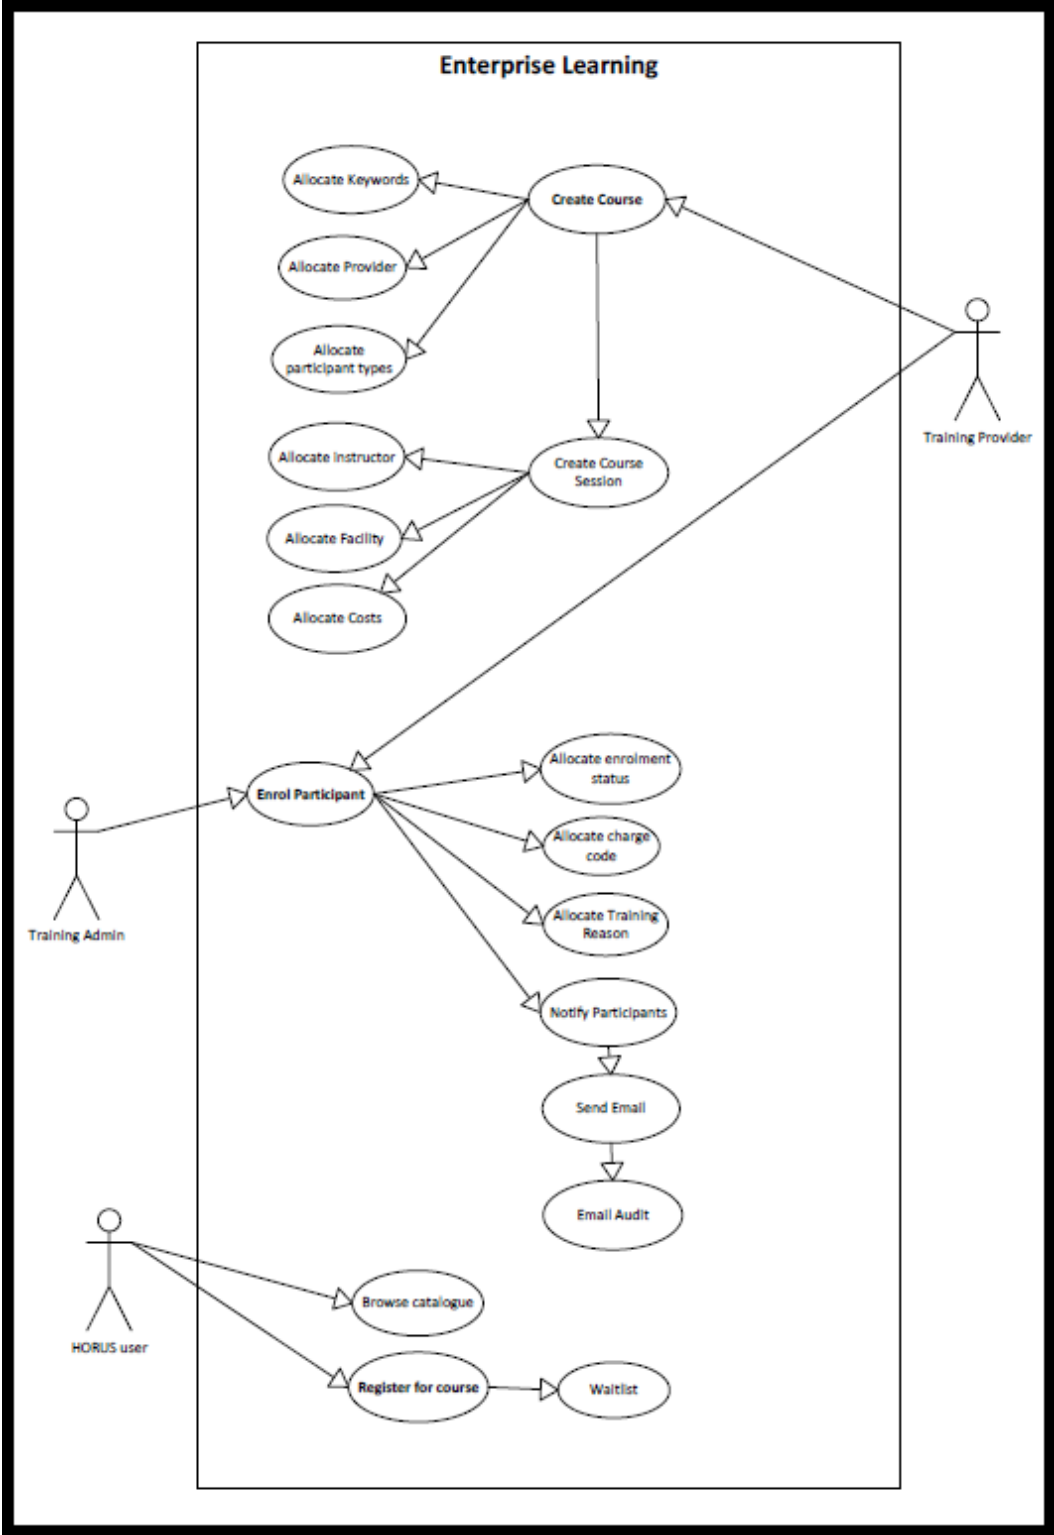 Enterprise Learning
Allocate Keywords
Create Course
Allocate Provider
Allocate
participant types
Training Provider
Allocate Instructor
Create Course
Session
Allocate Facility
Allocate Costs
Allocate enrolment
status
Enrol Participant
Allocate charge
code
Allocate Training
Reason
Training Admin
Notify Participants
Send Email
Email Audit
Browse catalogue
HORUS user
Register for course
Waitlist